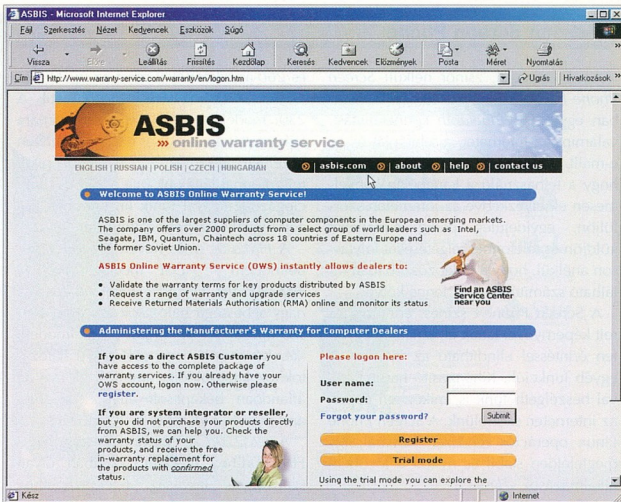 ASBIS - Microsoft Internet Explorer
Fájl Szerkesztés Nézet Kedvencek Eszközök Súgó
Vissza Előre Leállítás Frissítés Kezdőlap Keresés Kedvencek Előzmények Posta Méret Nyomtatás
Cím http://www.warranty-service.com/warranty/en/logon.htm Ugrás Hivatkozások »
ASBIS
»» online warranty service
ENGLISH | RUSSIAN | POLISH | CZECH | HUNGARIAN
| asbis.com | about | help | contact us
Welcome to ASBIS Online Warranty Service!
ASBIS is one of the largest suppliers of computer components in the European emerging markets.
The company offers over 2000 products from a select group of world leaders such as Intel,
Seagate, IBM, Quantum, Chaintech across 18 countries of Eastern Europe and
the former Soviet Union.
ASBIS Online Warranty Service (OWS) instantly allows dealers to:
• Validate the warranty terms for key products distributed by ASBIS
• Request a range of warranty and upgrade services
• Receive Returned Materials Authorisation (RMA) online and monitor its status
Find an ASBIS
Service Center
near you
Administering the Manufacturer's Warranty for Computer Dealers
If you are a direct ASBIS Customer you
have access to the complete package of
warranty services. If you already have your
OWS account, logon now. Otherwise please
register.
If you are system integrator or reseller,
but you did not purchase your products directly
from ASBIS, we can help you. Check the
warranty status of your
products, and receive the free
in-warranty replacement for
the products with confirmed
status.
Please logon here:
User name:
Password:
Forgot your password? Submit
Register
Trial mode
Using the trial mode you can explore the
Kész Internet